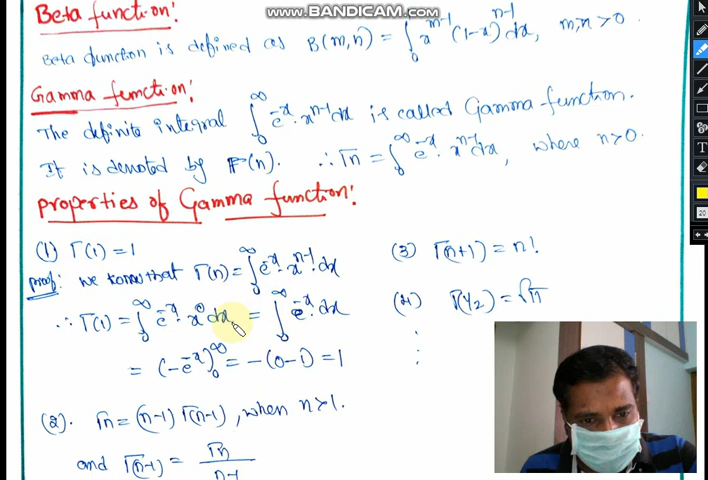 www.BANDICAM.com
Beta function:
Beta function is defined as B(m,n) = ∫₀¹ x^(m-1) (1-x)^(n-1) dx, m,n > 0.
Gamma function:
The definite integral ∫₀^∞ e^(-x). x^(n-1) dx is called Gamma function.
It is denoted by Γ(n). ∴ Γn = ∫₀^∞ e^(-x). x^(n-1) dx, where n>0.
properties of Gamma function:
(1) Γ(1) = 1
proof: we know that Γ(n) = ∫₀^∞ e^(-x). x^(n-1). dx
∴ Γ(1) = ∫₀^∞ e^(-x). x⁰ dx = ∫₀^∞ e^(-x). dx
= (-e^(-x))₀^∞ = -(0-1) = 1
(2). Γn = (n-1) Γ(n-1), when n>1.
and Γ(n-1) = Γn / n-1
(3) Γ(n+1) = n!
(4) Γ(1/2) = √π
T
20